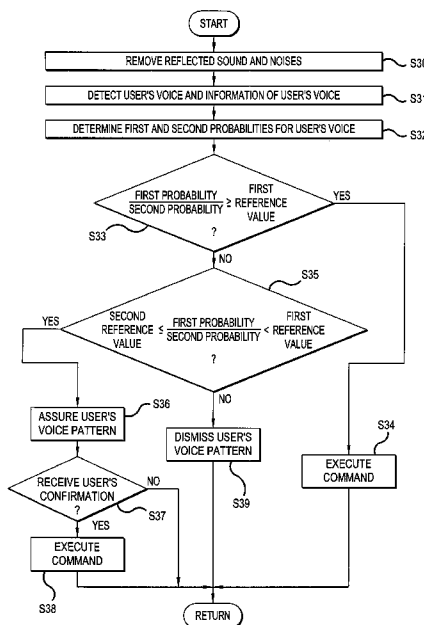 START
REMOVE REFLECTED SOUND AND NOISES
S30
DETECT USER'S VOICE AND INFORMATION OF USER'S VOICE
S31
DETERMINE FIRST AND SECOND PROBABILITIES FOR USER'S VOICE
S32
FIRST PROBABILITY
SECOND PROBABILITY
≥
FIRST
REFERENCE
VALUE
?
YES
S33
NO
S35
YES
SECOND
REFERENCE
VALUE
≤
FIRST PROBABILITY
SECOND PROBABILITY
<
FIRST
REFERENCE
VALUE
?
NO
S36
ASSURE USER'S
VOICE PATTERN
DISMISS USER'S
VOICE PATTERN
S39
S34
EXECUTE
COMMAND
RECEIVE USER'S
CONFIRMATION
?
NO
S37
YES
EXECUTE
COMMAND
S38
RETURN